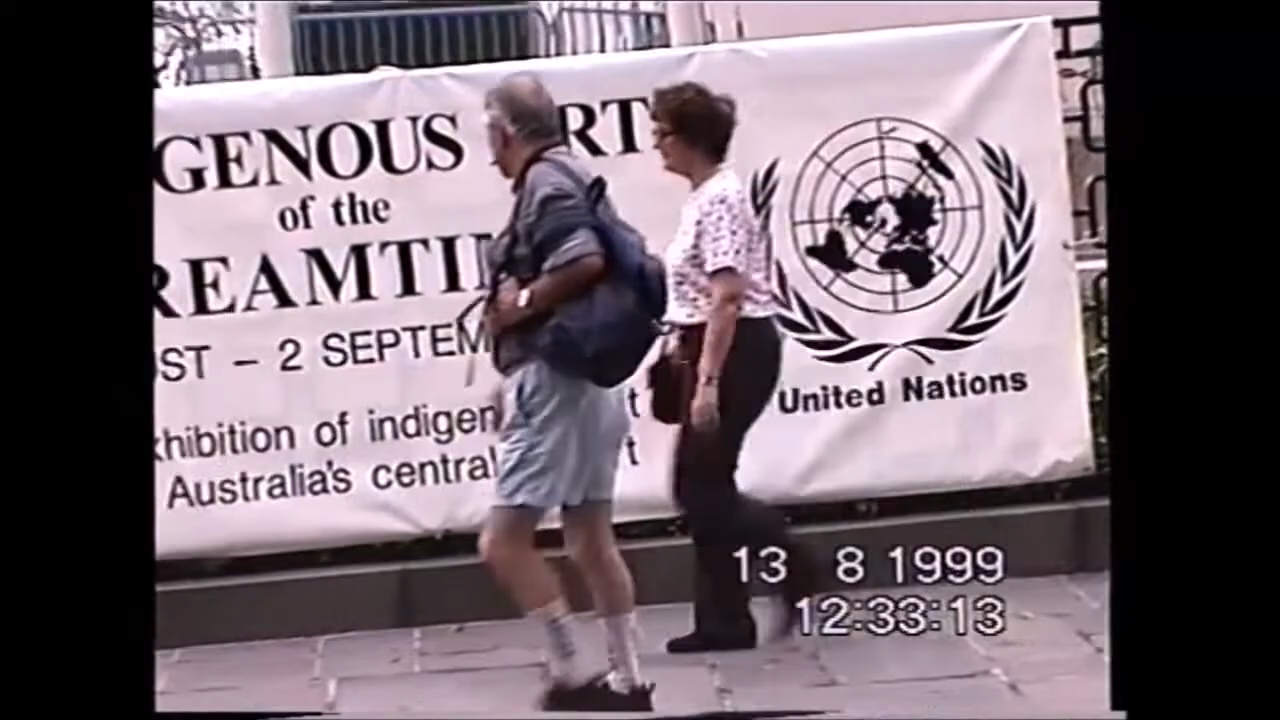 GENOUS RT
of the
REAMTI
ST – 2 SEPTEM
xhibition of indigen t
Australia's central t
United Nations
13 8 1999
12:33:13